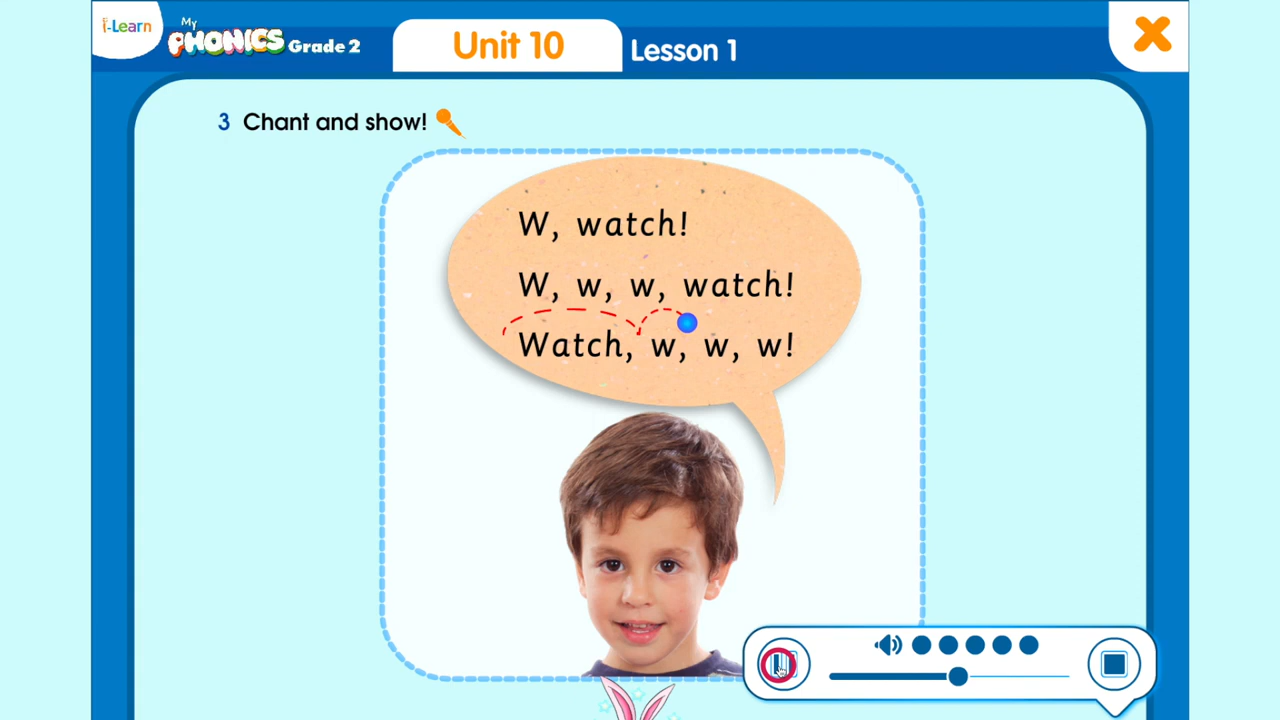 i-Learn
My
PHONICS Grade 2
Unit 10
Lesson 1
3 Chant and show!
W, watch!
W, w, w, watch!
Watch, w, w, w!